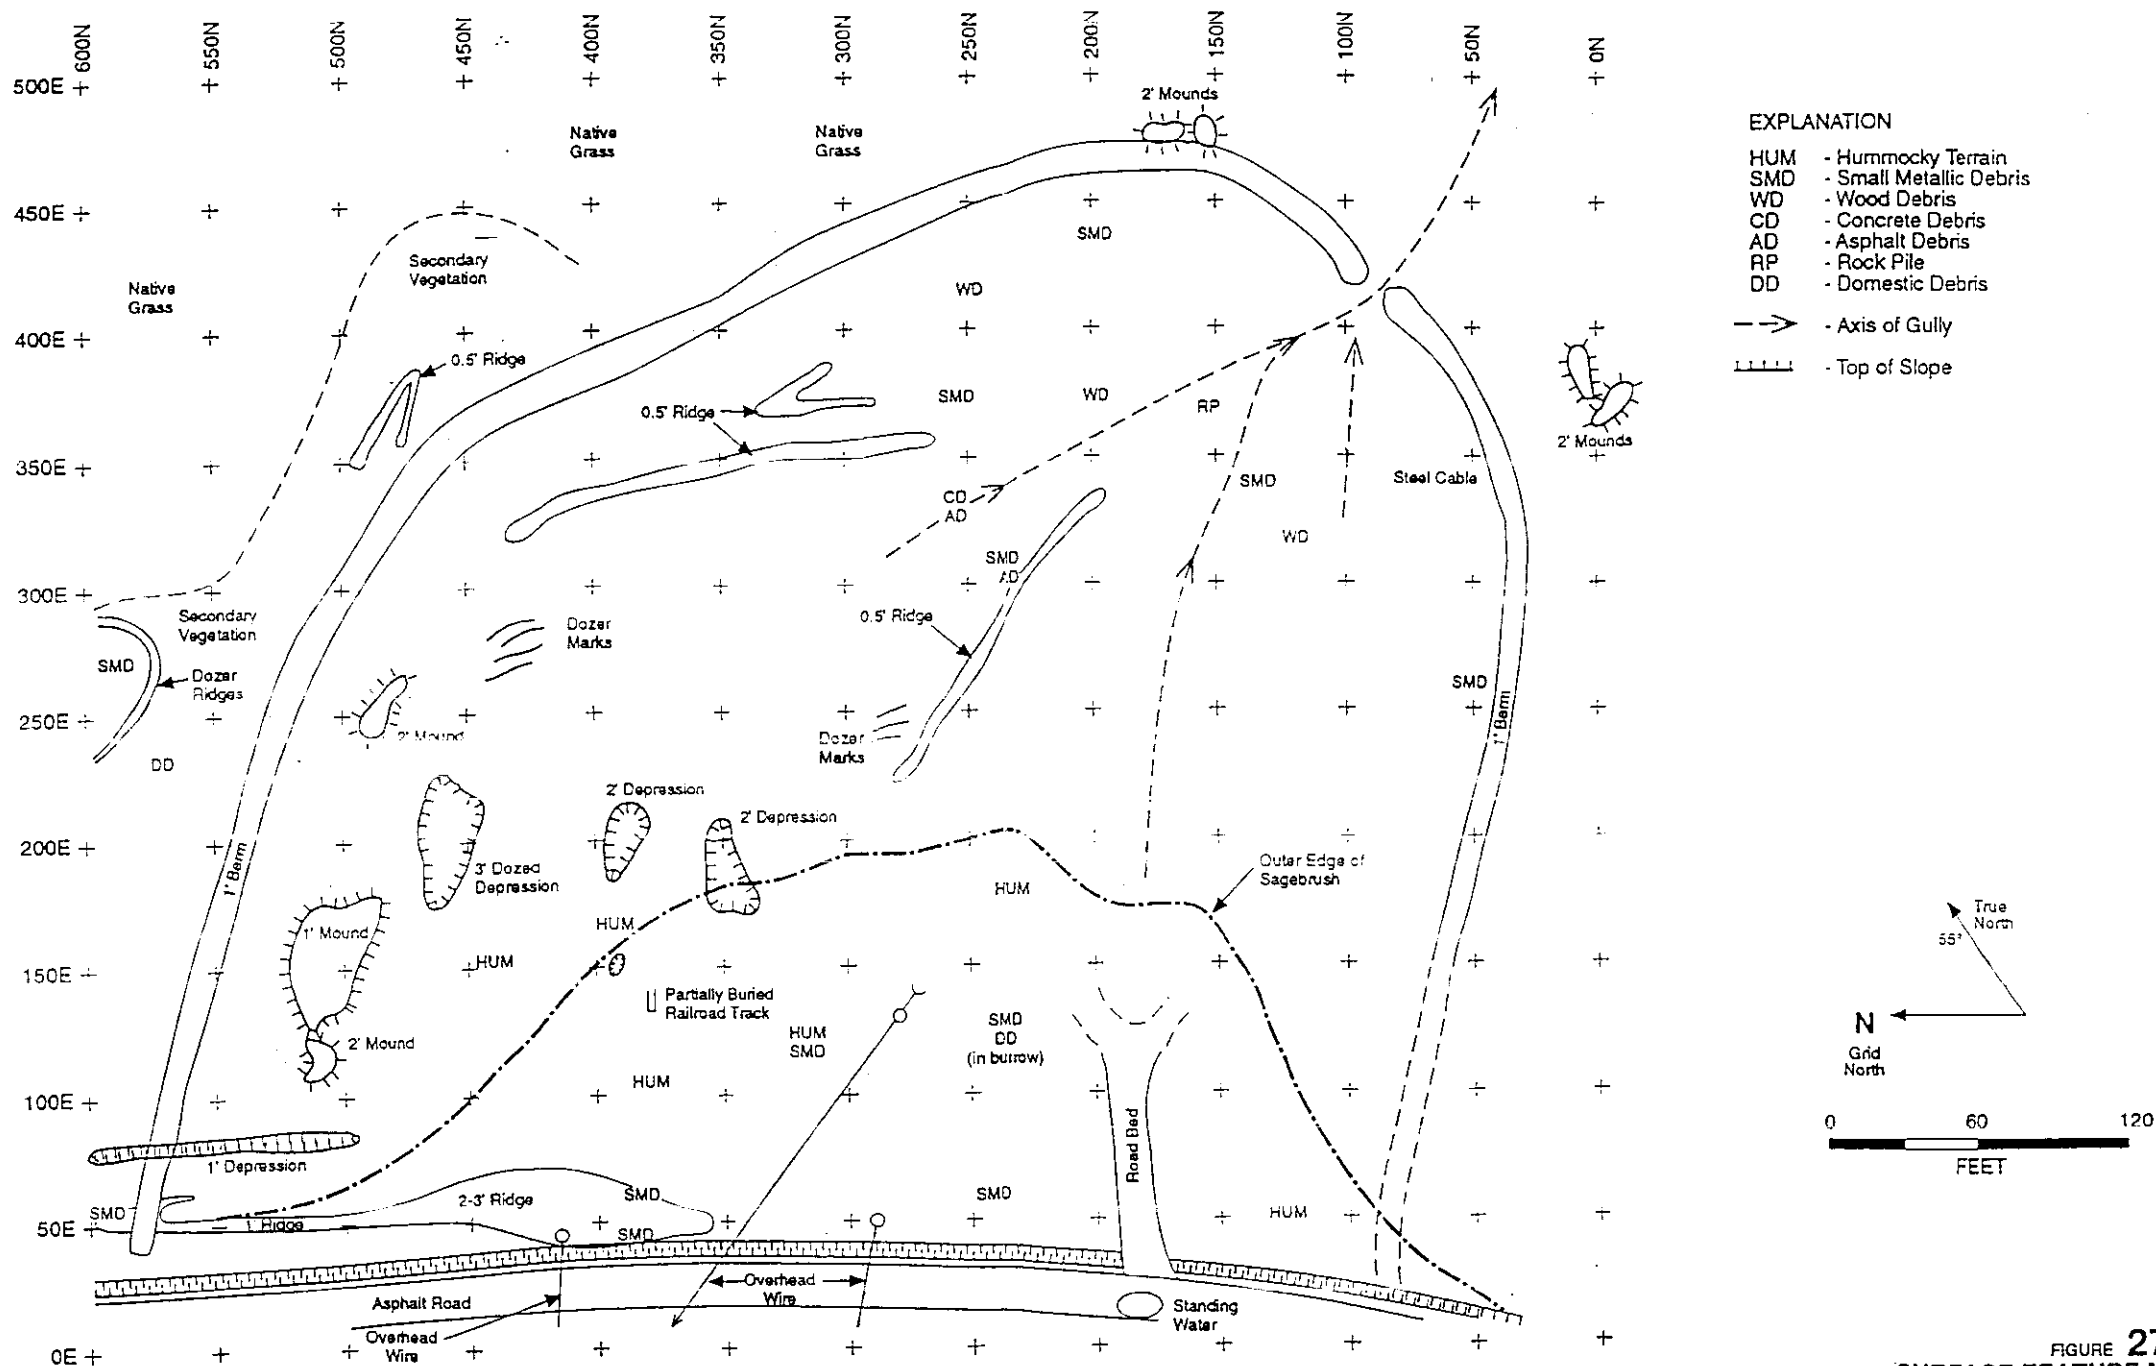 600N
550N
500N
450N
400N
350N
300N
250N
200N
150N
100N
50N
0N
500E
2' Mounds
EXPLANATION
HUM - Hummocky Terrain
SMD - Small Metallic Debris
WD - Wood Debris
CD - Concrete Debris
AD - Asphalt Debris
RP - Rock Pile
DD - Domestic Debris
- Axis of Gully
- Top of Slope
Native
Grass
Native
Grass
450E
SMD
Secondary
Vegetation
Native
Grass
WD
400E
0.5' Ridge
0.5' Ridge
SMD
WD
RP
2' Mounds
350E
Steel Cable
SMD
CD
AD
WD
SMD
AD
300E
Secondary
Vegetation
0.5' Ridge
Dozer
Marks
SMD
Dozer
Ridges
SMD
1' Berm
250E
2' Mound
Dozer
Marks
DD
2' Depression
2' Depression
200E
1' Berm
3' Dozed
Depression
Outer Edge of
Sagebrush
HUM
HUM
1' Mound
HUM
150E
True
North
55°
Partially Buried
Railroad Track
HUM
SMD
SMD
DD
(in burrow)
2' Mound
N
Grid
North
HUM
100E
Road Bed
0 60 120
FEET
1' Depression
2-3' Ridge
SMD
SMD
SMD
HUM
1' Ridge
50E
SMD
Overhead
Wire
Asphalt Road
Standing
Water
Overhead
Wire
0E
FIGURE 27